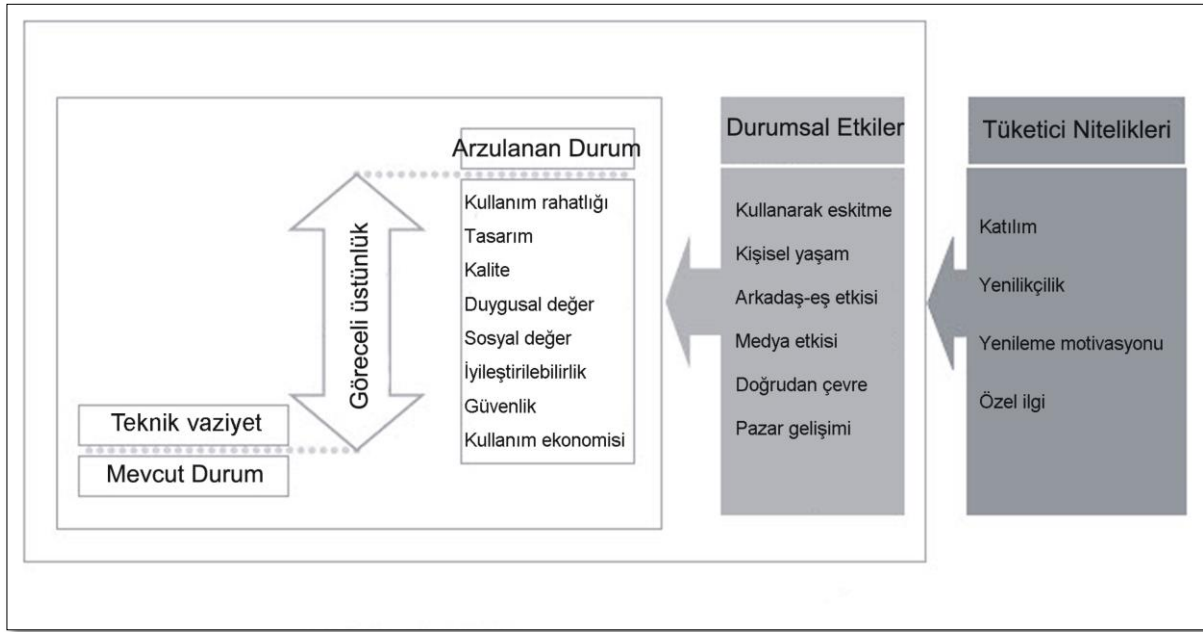 Teknik vaziyet
Mevcut Durum
Göreceli üstünlük
Arzulanan Durum
Kullanım rahatlığı
Tasarım
Kalite
Duygusal değer
Sosyal değer
İyileştirilebilirlik
Güvenlik
Kullanım ekonomisi
Durumsal Etkiler
Kullanarak eskitme
Kişisel yaşam
Arkadaş-eş etkisi
Medya etkisi
Doğrudan çevre
Pazar gelişimi
Tüketici Nitelikleri
Katılım
Yenilikçilik
Yenileme motivasyonu
Özel ilgi